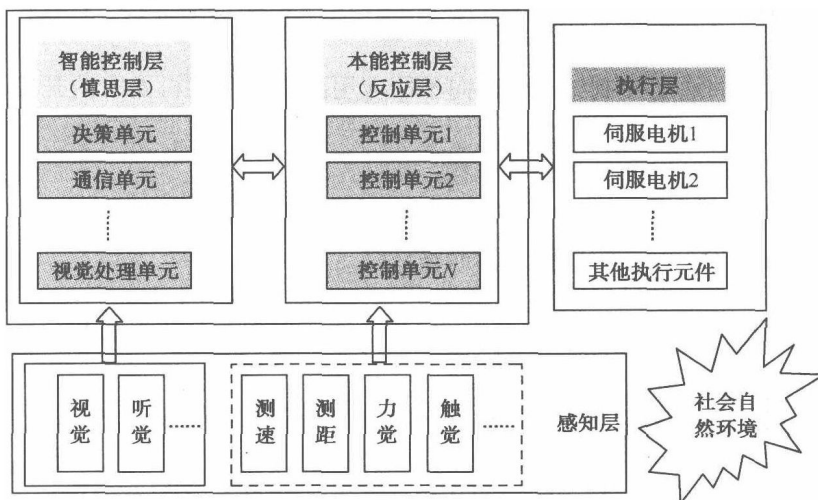 智能控制层
（慎思层）
决策单元
通信单元
视觉处理单元
本能控制层
（反应层）
控制单元1
控制单元2
控制单元N
执行层
伺服电机1
伺服电机2
其他执行元件
视觉
听觉
测速
测距
力觉
触觉
感知层
社会自
然环境